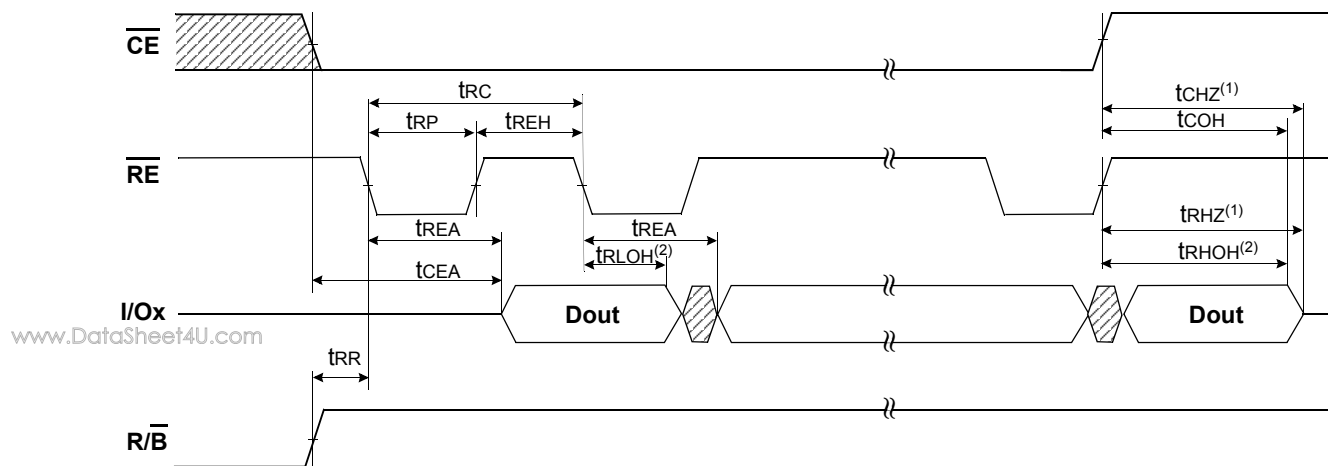 CE
tCHZ(1)
tRC
tCOH
tRP
tREH
RE
tREA
tREA
tRHZ(1)
tCEA
tRLOH(2)
tRHOH(2)
I/Ox
Dout
Dout
www.DataSheet4U.com
tRR
R/B